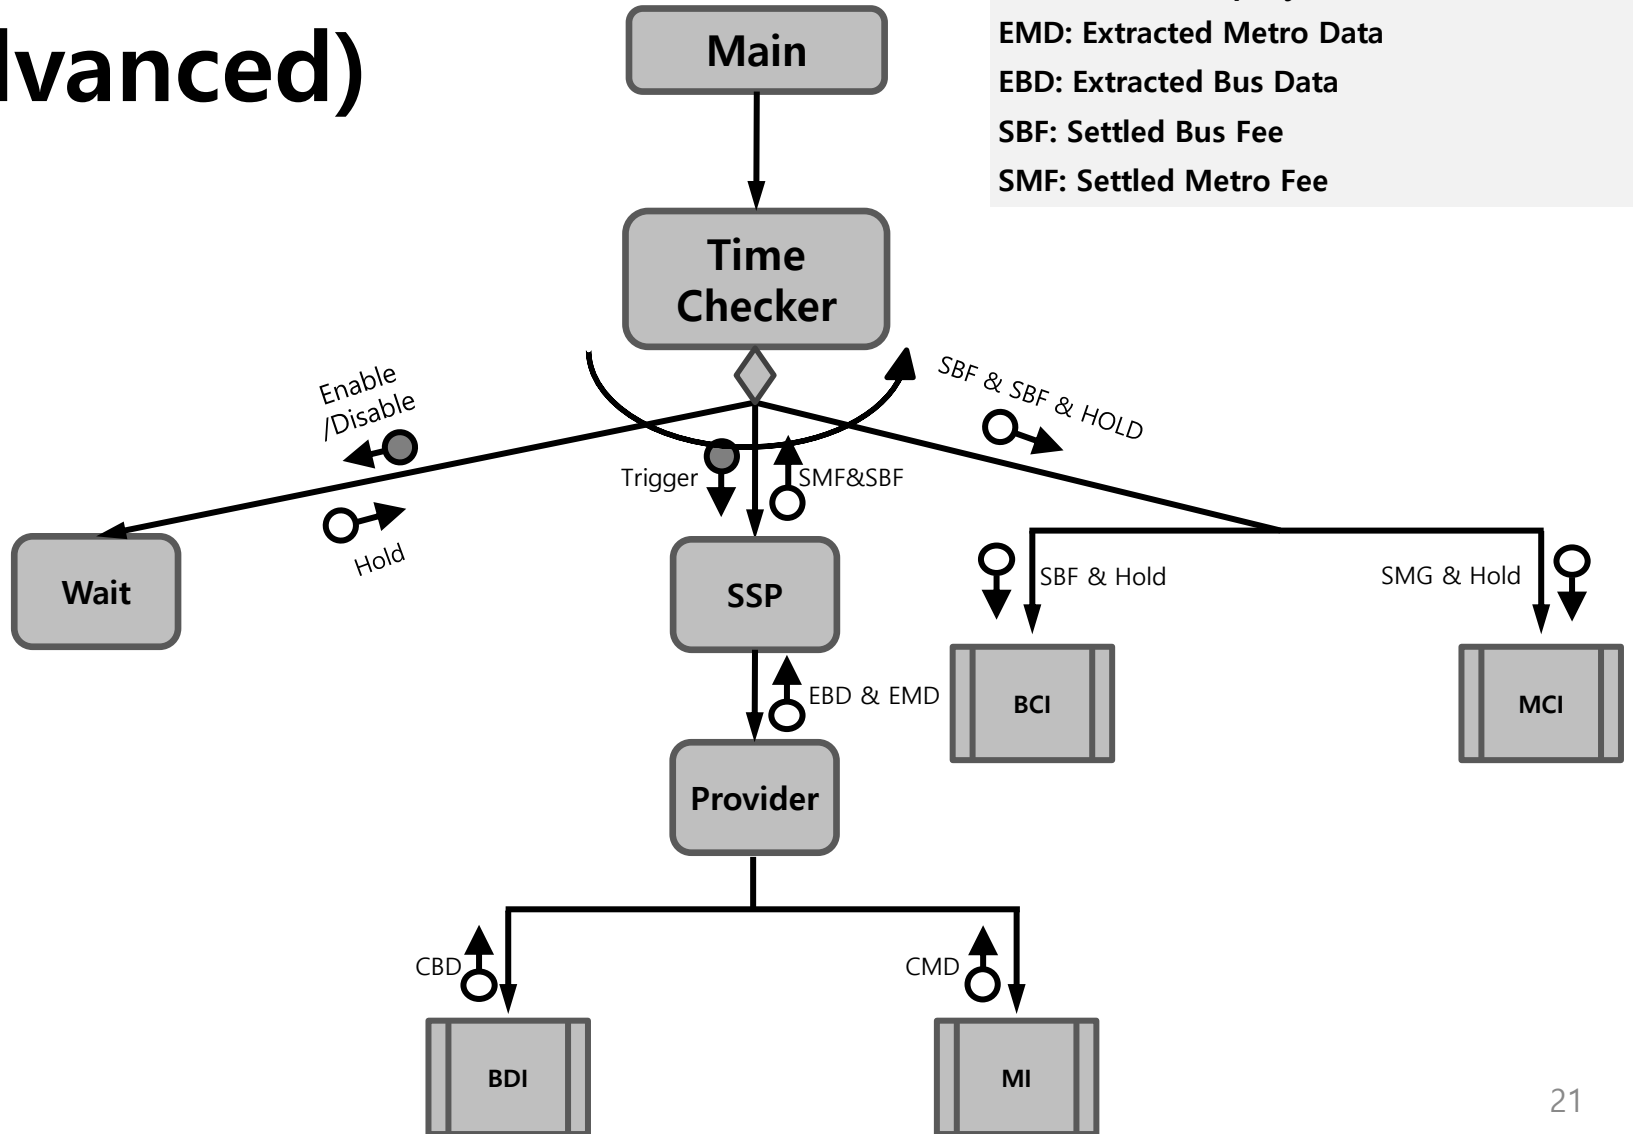 lvanced)
Main
EMD: Extracted Metro Data
EBD: Extracted Bus Data
SBF: Settled Bus Fee
SMF: Settled Metro Fee
Time
Checker
Enable
/Disable
SBF & SBF & HOLD
Trigger
SMF&SBF
Hold
Wait
SSP
SBF & Hold
SMG & Hold
EBD & EMD
BCI
MCI
Provider
CBD
CMD
BDI
MI
21